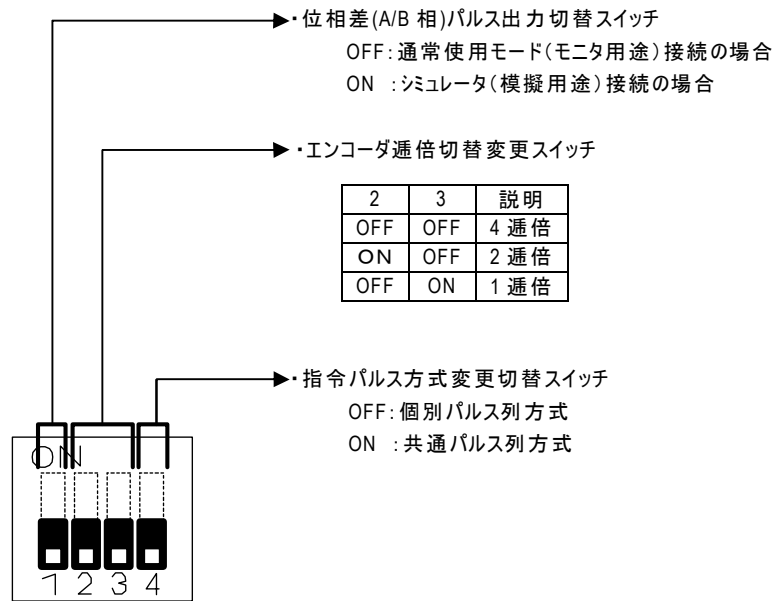 ・位相差(A/B 相)パルス出力切替スイッチ
OFF：通常使用モード（モニタ用途）接続の場合
ON ：シミュレータ（模擬用途）接続の場合
・エンコーダ逓倍切替変更スイッチ
2 3 説明
OFF OFF 4 逓倍
ON OFF 2 逓倍
OFF ON 1 逓倍
・指令パルス方式変更切替スイッチ
OFF：個別パルス列方式
ON ：共通パルス列方式
ON
1 2 3 4